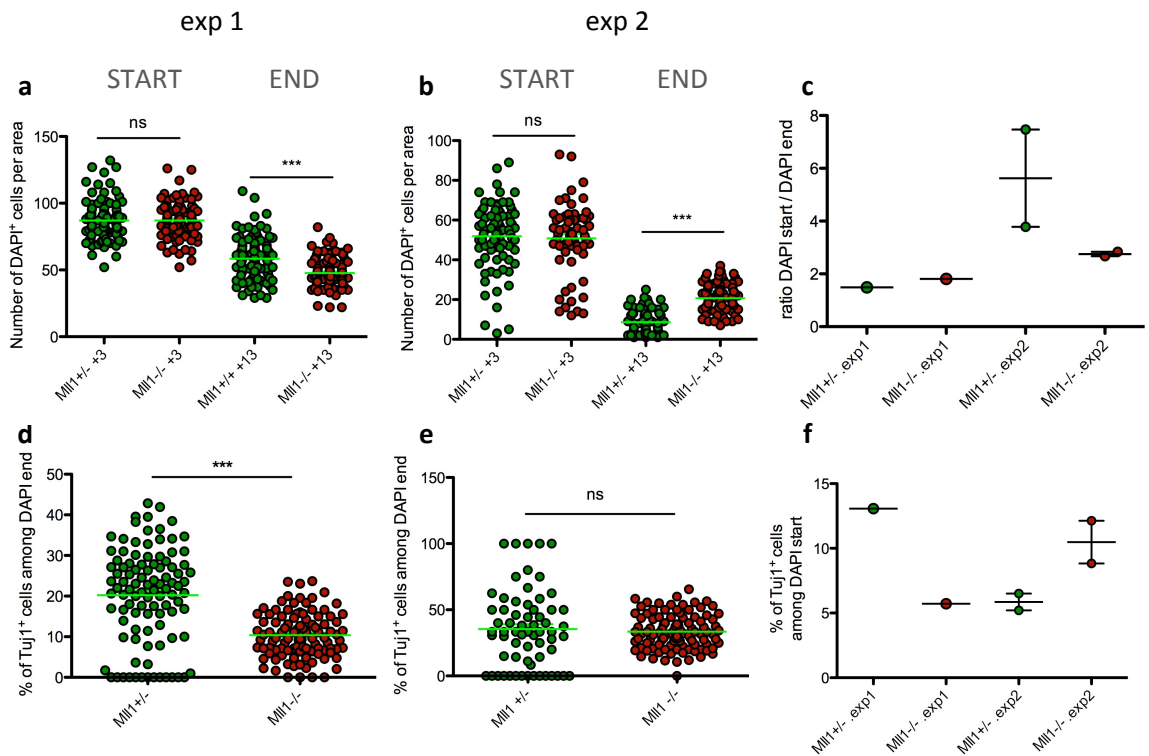 exp 1
exp 2
a
START
END
b
START
END
c
Number of DAPI⁺ cells per area
150
100
50
0
ns
***
Mll1+/- +3
Mll1-/- +3
Mll1+/+ +13
Mll1-/- +13
Number of DAPI⁺ cells per area
100
80
60
40
20
0
ns
***
Mll1+/- +3
Mll1-/- +3
Mll1+/- +13
Mll1-/- +13
ratio DAPI start / DAPI end
8
6
4
2
0
Mll1+/- .exp1
Mll1-/- .exp1
Mll1+/- .exp2
Mll1-/- .exp2
d
% of Tuj1⁺ cells among DAPI end
50
40
30
20
10
0
***
Mll1+/-
Mll1-/-
e
% of Tuj1⁺ cells among DAPI end
150
100
50
0
ns
Mll1 +/-
Mll1 -/-
f
% of Tuj1⁺ cells
among DAPI start
15
10
5
0
Mll1+/- .exp1
Mll1-/- .exp1
Mll1+/- .exp2
Mll1-/- .exp2